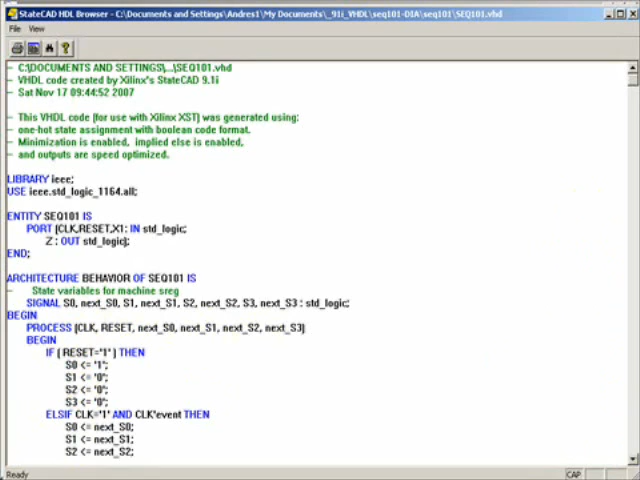 StateCAD HDL Browser - C:\Documents and Settings\Andres1\My Documents\_91i_VHDL\seq101-DIA\seq101\SEQ101.vhd
File View
-- C:\DOCUMENTS AND SETTINGS\...\SEQ101.vhd
-- VHDL code created by Xilinx's StateCAD 9.1i
-- Sat Nov 17 09:44:52 2007
-- This VHDL code (for use with Xilinx XST) was generated using:
-- one-hot state assignment with boolean code format.
-- Minimization is enabled, implied else is enabled,
-- and outputs are speed optimized.
LIBRARY ieee;
USE ieee.std_logic_1164.all;
ENTITY SEQ101 IS
PORT (CLK,RESET,X1: IN std_logic;
Z : OUT std_logic);
END;
ARCHITECTURE BEHAVIOR OF SEQ101 IS
-- State variables for machine sreg
SIGNAL S0, next_S0, S1, next_S1, S2, next_S2, S3, next_S3 : std_logic;
BEGIN
PROCESS (CLK, RESET, next_S0, next_S1, next_S2, next_S3)
BEGIN
IF ( RESET='1' ) THEN
S0 <= '1';
S1 <= '0';
S2 <= '0';
S3 <= '0';
ELSIF CLK='1' AND CLK'event THEN
S0 <= next_S0;
S1 <= next_S1;
S2 <= next_S2;
Ready CAP